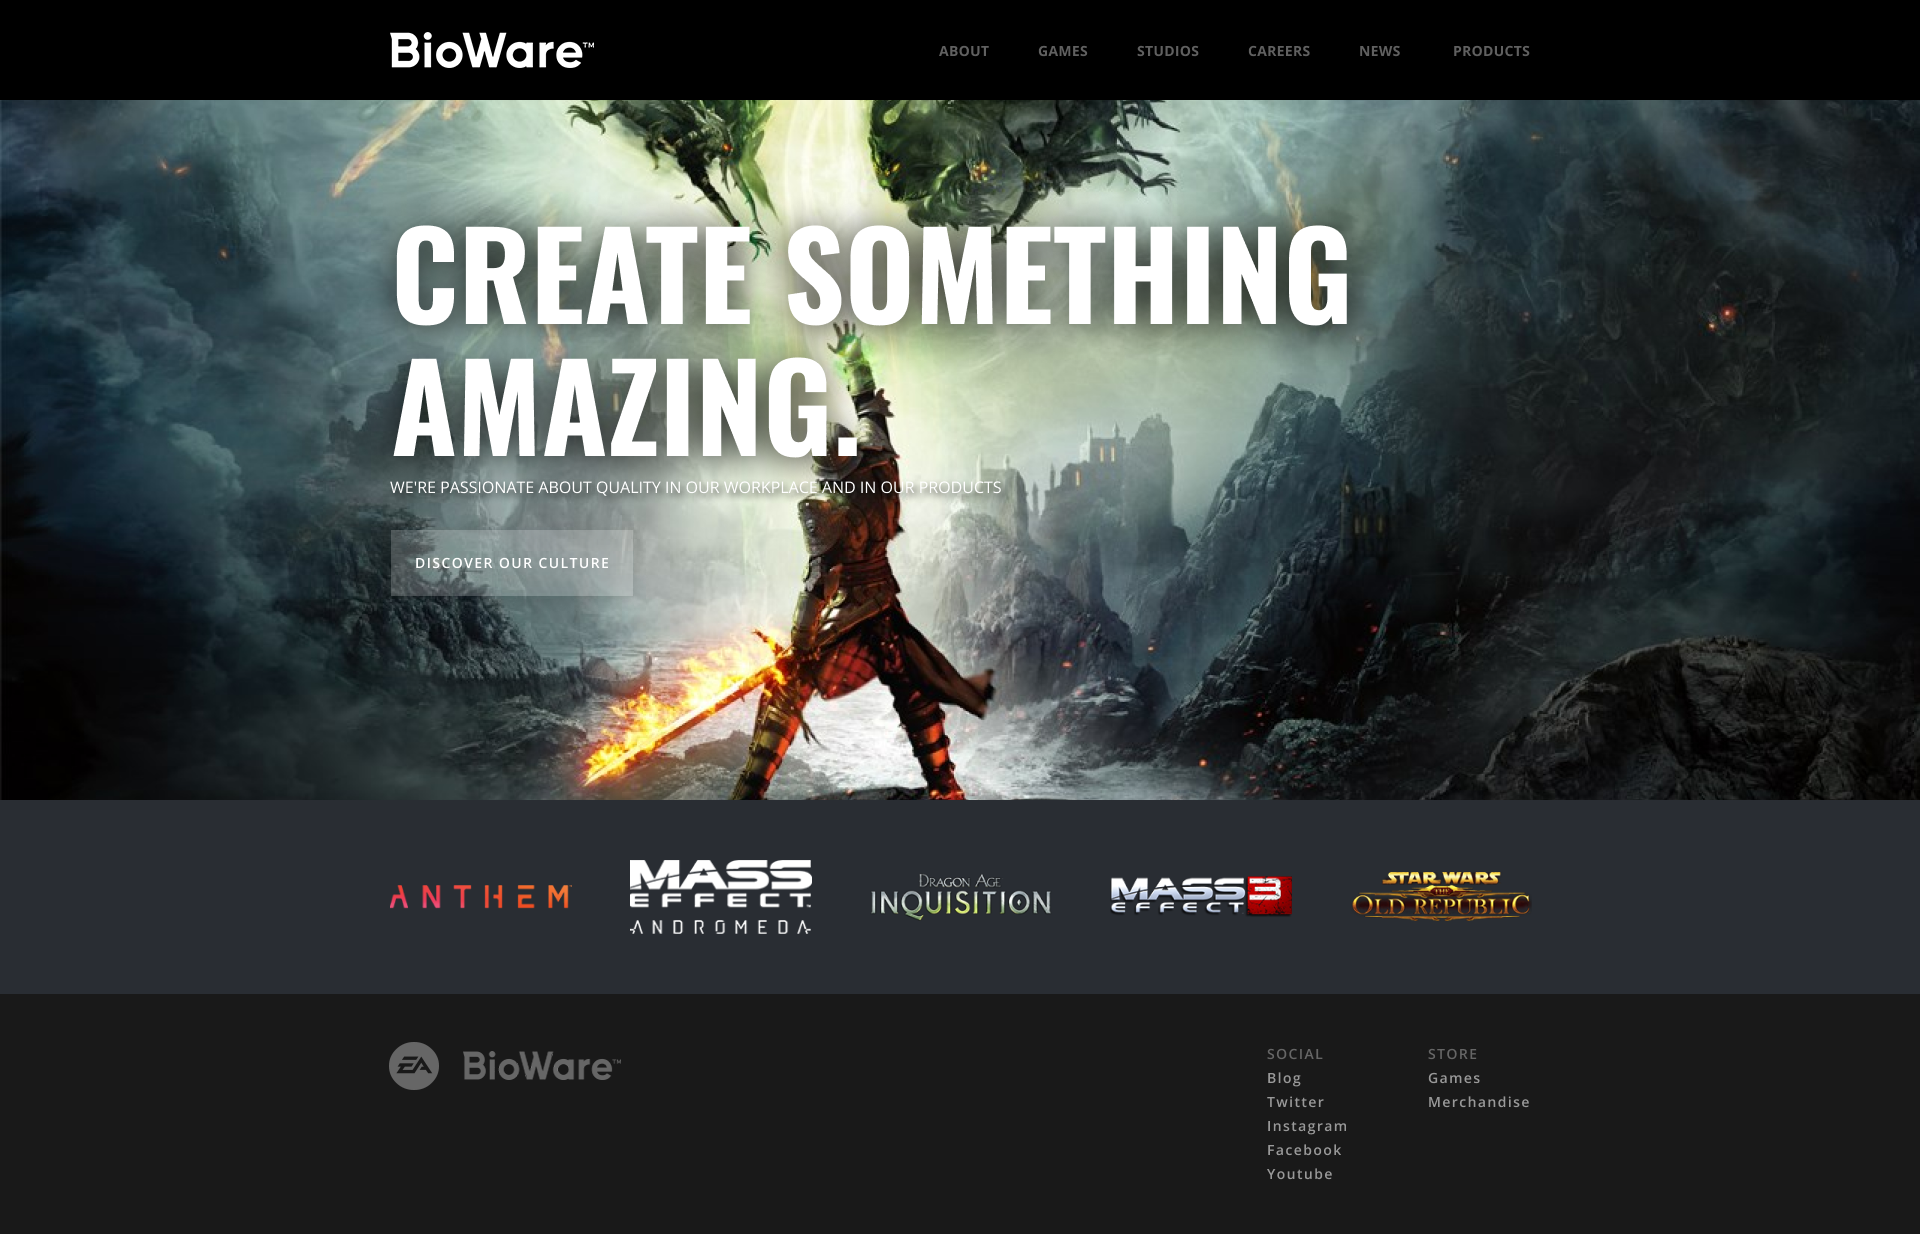 BioWare™
ABOUT GAMES STUDIOS CAREERS NEWS PRODUCTS
CREATE SOMETHING
AMAZING.
WE'RE PASSIONATE ABOUT QUALITY IN OUR WORKPLACE AND IN OUR PRODUCTS
DISCOVER OUR CULTURE
ANTHEM
MASS
EFFECT
ANDROMEDA
DRAGON AGE
INQUISITION
MASS
EFFECT 3
STAR WARS
THE
OLD REPUBLIC
EA BioWare™
SOCIAL
Blog
Twitter
Instagram
Facebook
Youtube
STORE
Games
Merchandise